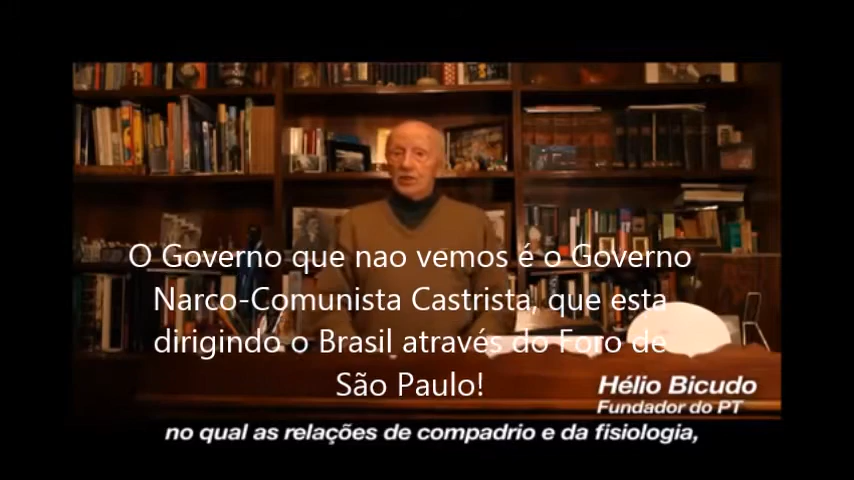 O Governo que nao vemos é o Governo
Narco-Comunista Castrista, que esta
dirigindo o Brasil através do Foro de
São Paulo!
Hélio Bicudo
Fundador do PT
no qual as relações de compadrio e da fisiologia,